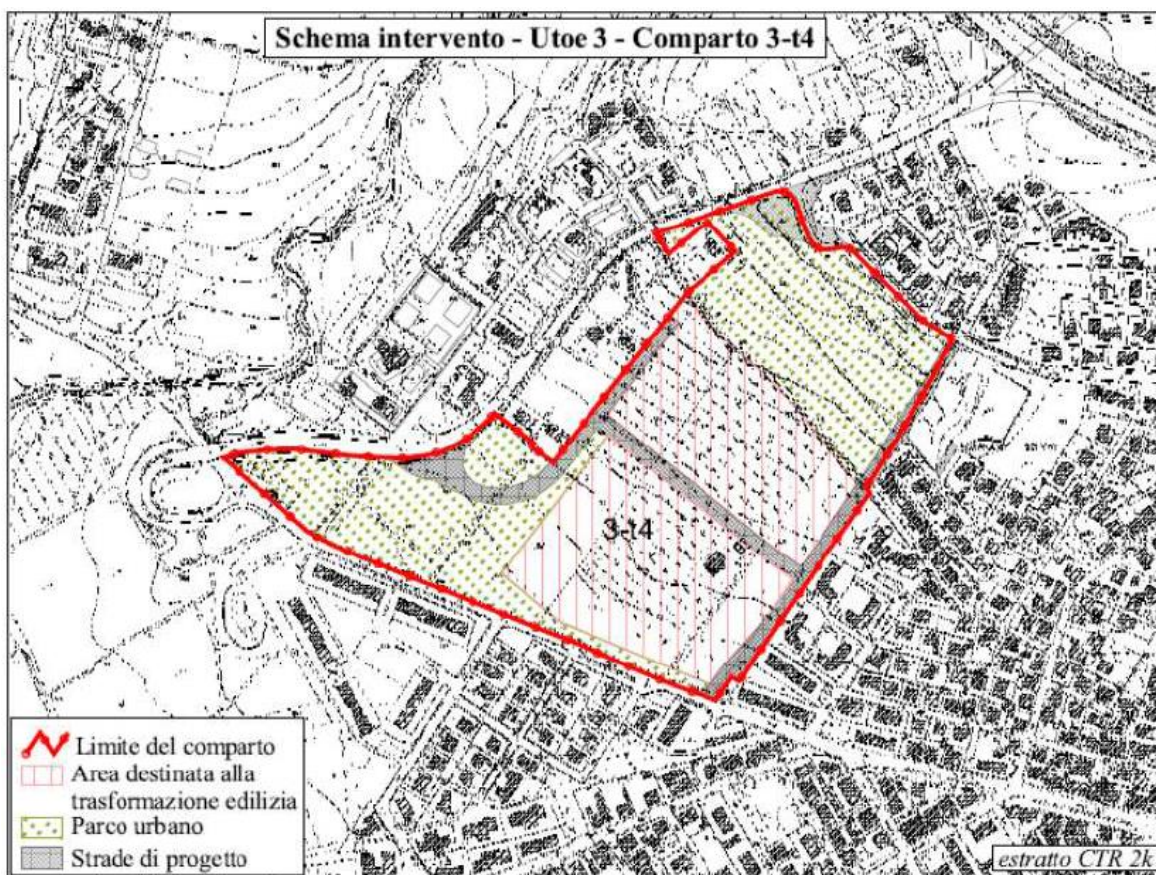 Schema intervento - Utoe 3 - Comparto 3-t4
3-t4
Limite del comparto
Area destinata alla
trasformazione edilizia
Parco urbano
Strade di progetto
estratto CTR 2k